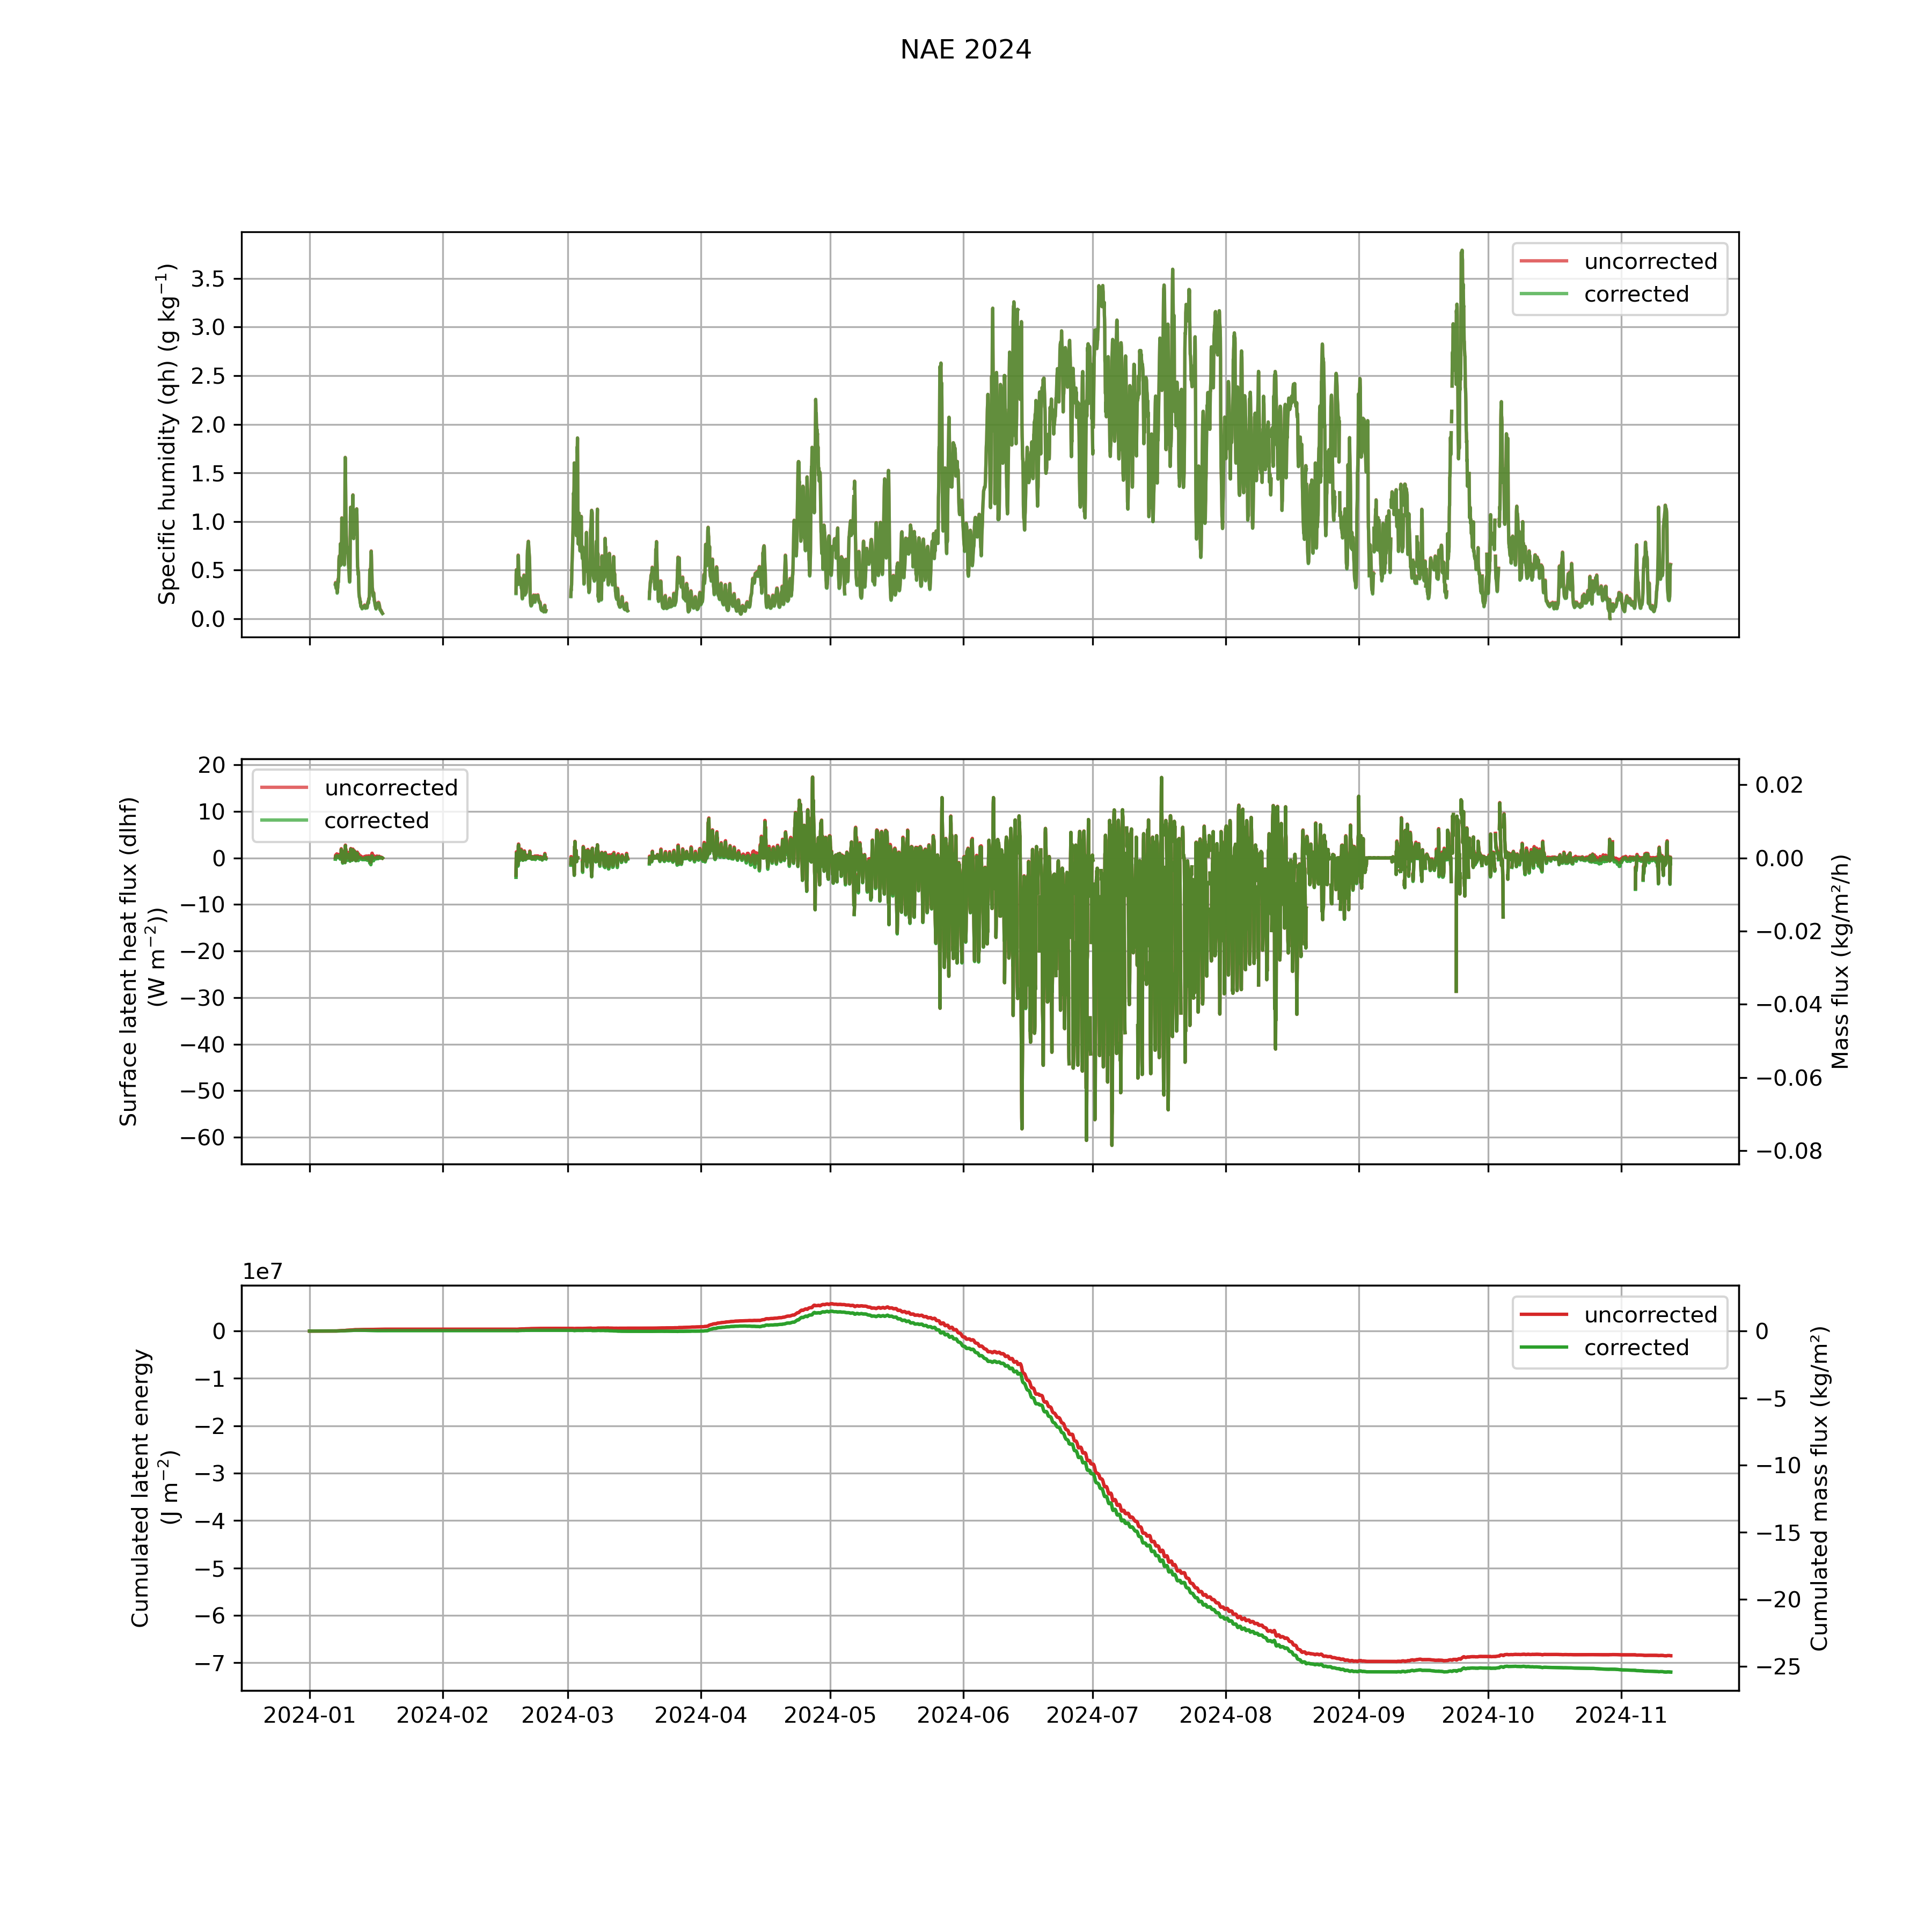 NAE 2024
Specific humidity (qh) (g kg⁻¹)
3.5
3.0
2.5
2.0
1.5
1.0
0.5
0.0
uncorrected
corrected
Surface latent heat flux (dlhf)
(W m⁻²))
20
10
0
−10
−20
−30
−40
−50
−60
uncorrected
corrected
0.02
0.00
−0.02
−0.04
−0.06
−0.08
Mass flux (kg/m²/h)
1e7
Cumulated latent energy
(J m⁻²)
0
−1
−2
−3
−4
−5
−6
−7
uncorrected
corrected
0
−5
−10
−15
−20
−25
Cumulated mass flux (kg/m²)
2024-01 2024-02 2024-03 2024-04 2024-05 2024-06 2024-07 2024-08 2024-09 2024-10 2024-11